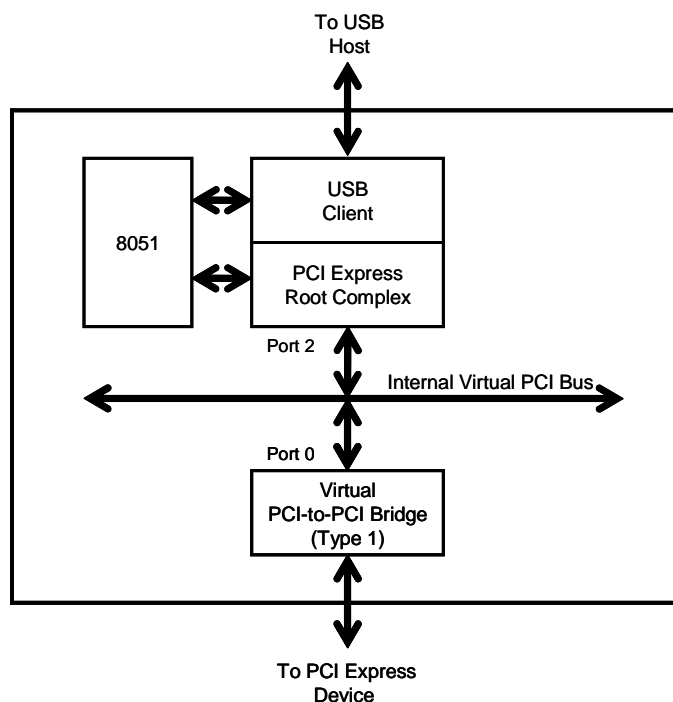 To USB
Host
USB
Client
8051
PCI Express
Root Complex
Port 2
Internal Virtual PCI Bus
Port 0
Virtual
PCI-to-PCI Bridge
(Type 1)
To PCI Express
Device